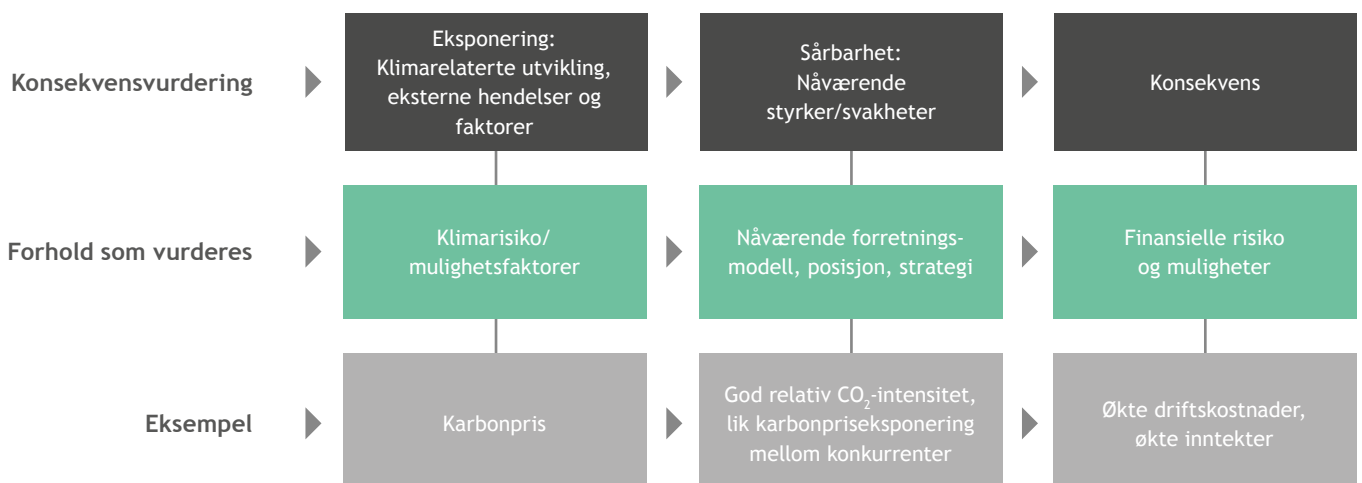 Konsekvensvurdering
Eksponering:
Klimarelaterte utvikling,
eksterne hendelser og
faktorer
Sårbarhet:
Nåværende
styrker/svakheter
Konsekvens
Forhold som vurderes
Klimarisiko/
mulighetsfaktorer
Nåværende forretnings-
modell, posisjon, strategi
Finansielle risiko
og muligheter
Eksempel
Karbonpris
God relativ CO₂-intensitet,
lik karbonpriseksponering
mellom konkurrenter
Økte driftskostnader,
økte inntekter